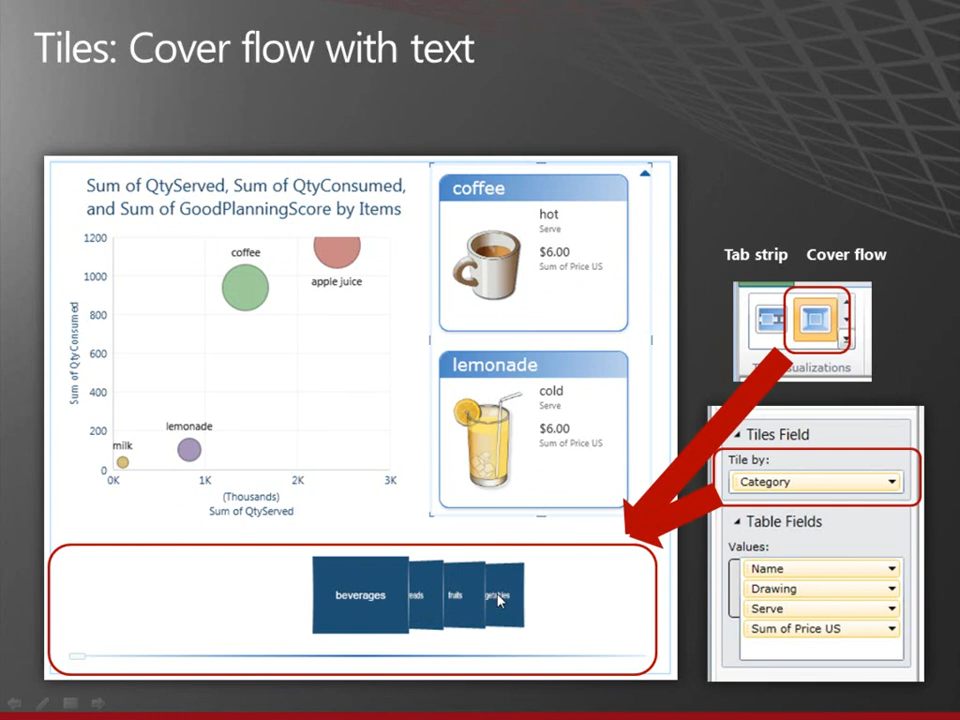 Tiles: Cover flow with text
Sum of QtyServed, Sum of QtyConsumed,
and Sum of GoodPlanningScore by Items
1200
1000
800
600
400
200
0
Sum of QtyConsumed
coffee
apple juice
lemonade
milk
0K
1K
2K
3K
(Thousands)
Sum of QtyServed
coffee
hot
Serve
$6.00
Sum of Price US
lemonade
cold
Serve
$6.00
Sum of Price US
beverages
eads
fruits
Tab strip
Cover flow
Tiles Field
Tile by:
Category
Table Fields
Values:
Name
Drawing
Serve
Sum of Price US